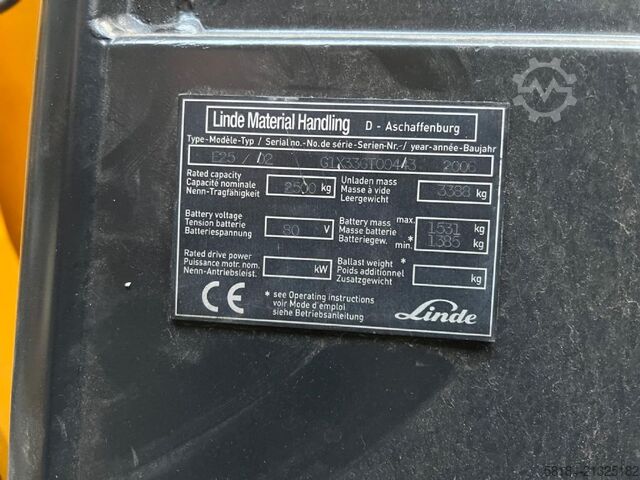 Linde Material Handling D - Aschaffenburg
Type-Modèle-Typ / Serial no.- No. de série-Serien-Nr. / year-année-Baujahr
E25 / 02 G1X336T00443 2006
Rated capacity
Capacité nominale 2500 kg
Nenn-Tragfähigkeit
Unladen mass
Masse à vide 3388 kg
Leergewicht
Battery voltage
Tension batterie 80 V
Batteriespannung
Battery mass max. 1531 kg
Masse batterie *
Batteriegew. min. 1385 kg
Rated drive power
Puissance motr. nom. kW
Nenn-Antriebsleist.
Ballast weight *
Poids additionnel kg
Zusatzgewicht
CE
* see Operating instructions
voir Mode d'emploi
siehe Betriebsanleitung
Linde
5818 - 21325182